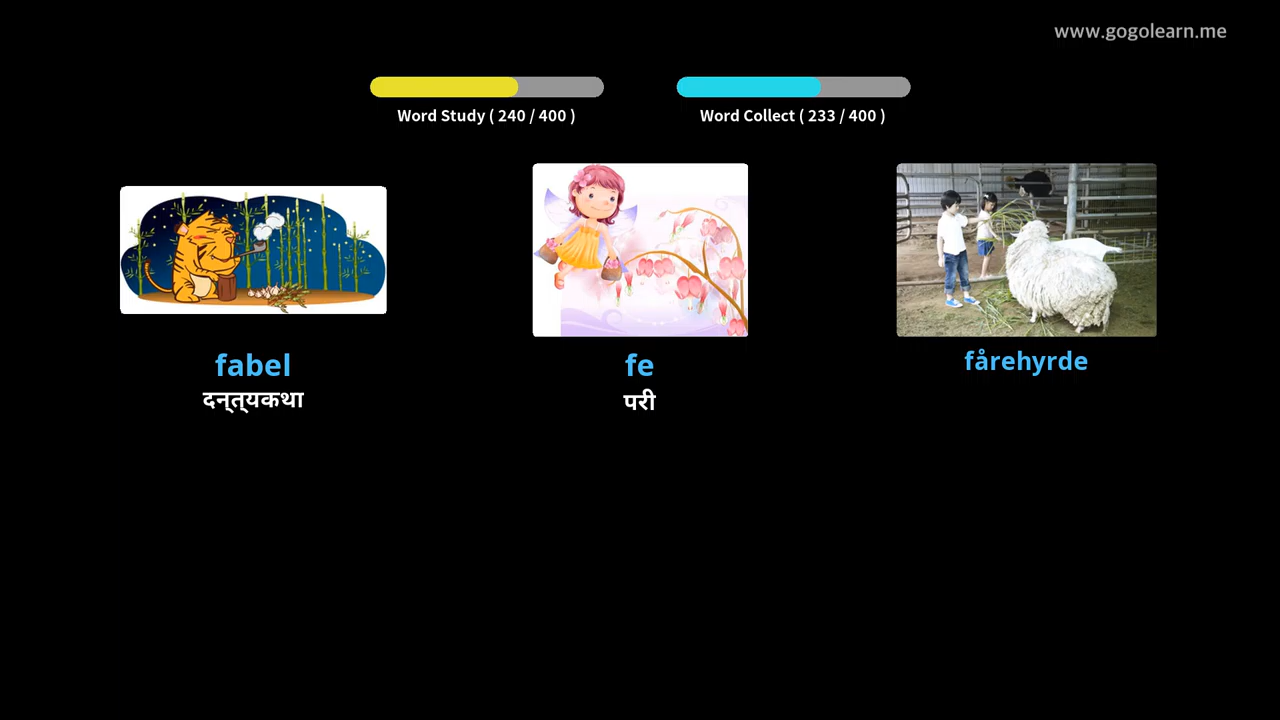 www.gogolearn.me
Word Study ( 240 / 400 )
Word Collect ( 233 / 400 )
fabel
दन्त्यकथा
fe
परी
fårehyrde